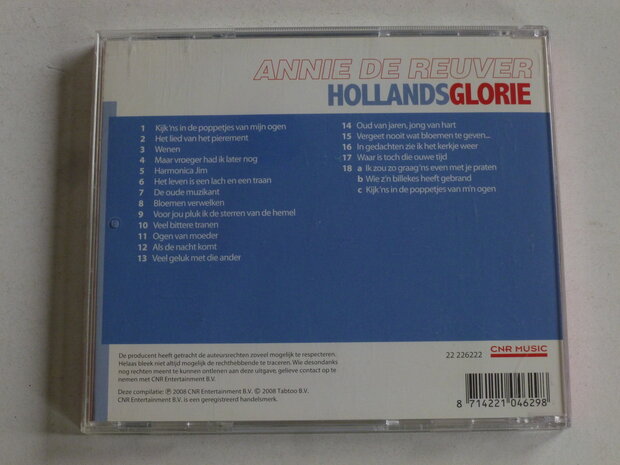 ANNIE DE REUVER
HOLLANDSGLORIE
1 Kijk 'ns in de poppetjes van mijn ogen
2 Het lied van het pierement
3 Wenen
4 Maar vroeger had ik later nog
5 Harmonica Jim
6 Het leven is een lach en een traan
7 De oude muzikant
8 Bloemen verwelken
9 Voor jou pluk ik de sterren van de hemel
10 Veel bittere tranen
11 Ogen van moeder
12 Als de nacht komt
13 Veel geluk met die ander
14 Oud van jaren, jong van hart
15 Vergeet nooit wat bloemen te geven...
16 In gedachten zie ik het kerkje weer
17 Waar is toch die ouwe tijd
18 a Ik zou zo graag 'ns even met je praten
b Wie z'n billekes heeft gebrand
c Kijk 'ns in de poppetjes van m'n ogen
De producent heeft getracht de auteursrechten zoveel mogelijk te respecteren.
Helaas bleek niet altijd mogelijk de rechthebbende te traceren. Wie desondanks
nog rechten meent te kunnen ontlenen aan deze uitgave, gelieve contact op te
nemen met CNR Entertainment B.V.
Deze compilatie: ℗ 2008 CNR Entertainment B.V. © 2008 Tabtoo B.V.
CNR Entertainment B.V. is een geregistreerd handelsmerk.
22 226222
CNR MUSIC
8 714221 046298